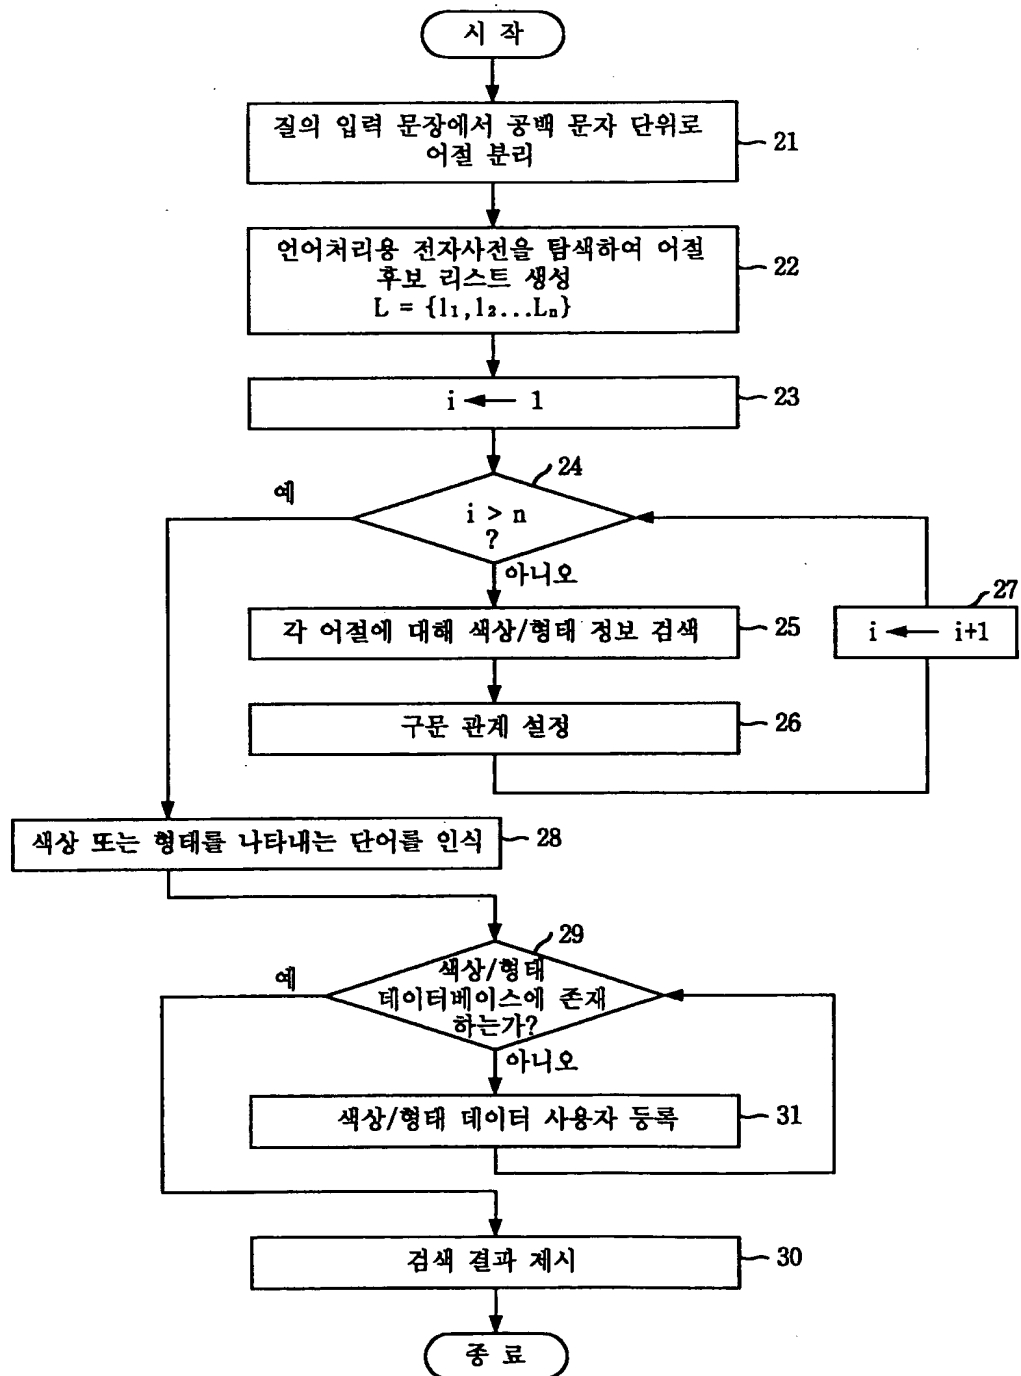 시 작
질의 입력 문장에서 공백 문자 단위로
어절 분리
21
언어처리용 전자사전을 탐색하여 어절
후보 리스트 생성
L = {l₁,l₂...Lₙ}
22
i ← 1
23
24
예
i > n
?
아니오
27
각 어절에 대해 색상/형태 정보 검색
25
i ← i+1
구문 관계 설정
26
색상 또는 형태를 나타내는 단어를 인식
28
29
예
색상/형태
데이터베이스에 존재
하는가?
아니오
색상/형태 데이터 사용자 등록
31
검색 결과 제시
30
종 료